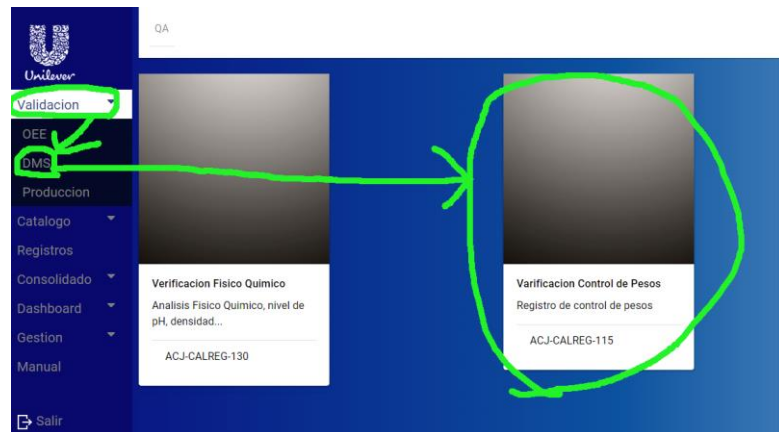 Unilever
QA
Validacion
OEE
DMS
Produccion
Catalogo
Registros
Consolidado
Dashboard
Gestion
Manual
Salir
Verificacion Fisico Quimico
Analisis Fisico Quimico, nivel de
pH, densidad...
ACJ-CALREG-130
Varificacion Control de Pesos
Registro de control de pesos
ACJ-CALREG-115